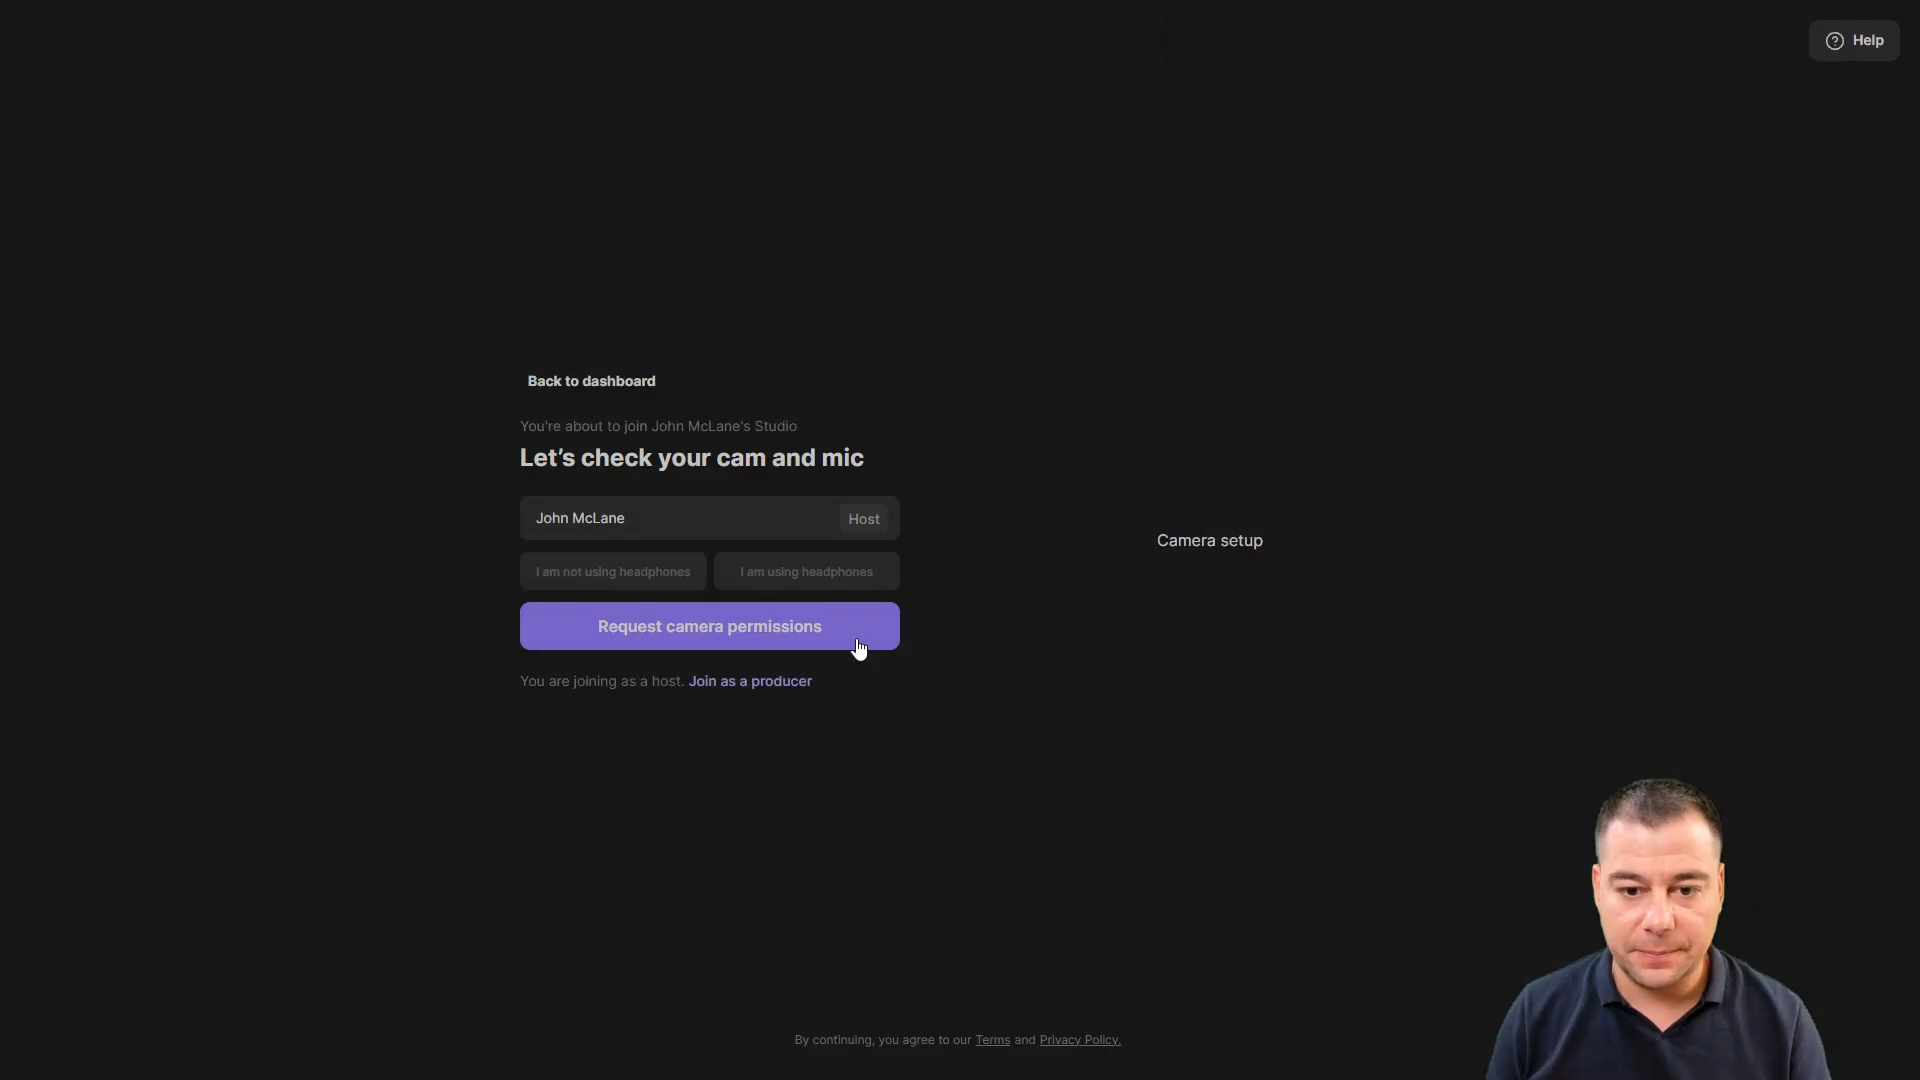 Help
Back to dashboard
You're about to join John McLane's Studio
Let's check your cam and mic
John McLane Host
I am not using headphones I am using headphones
Request camera permissions
You are joining as a host. Join as a producer
Camera setup
By continuing, you agree to our Terms and Privacy Policy.